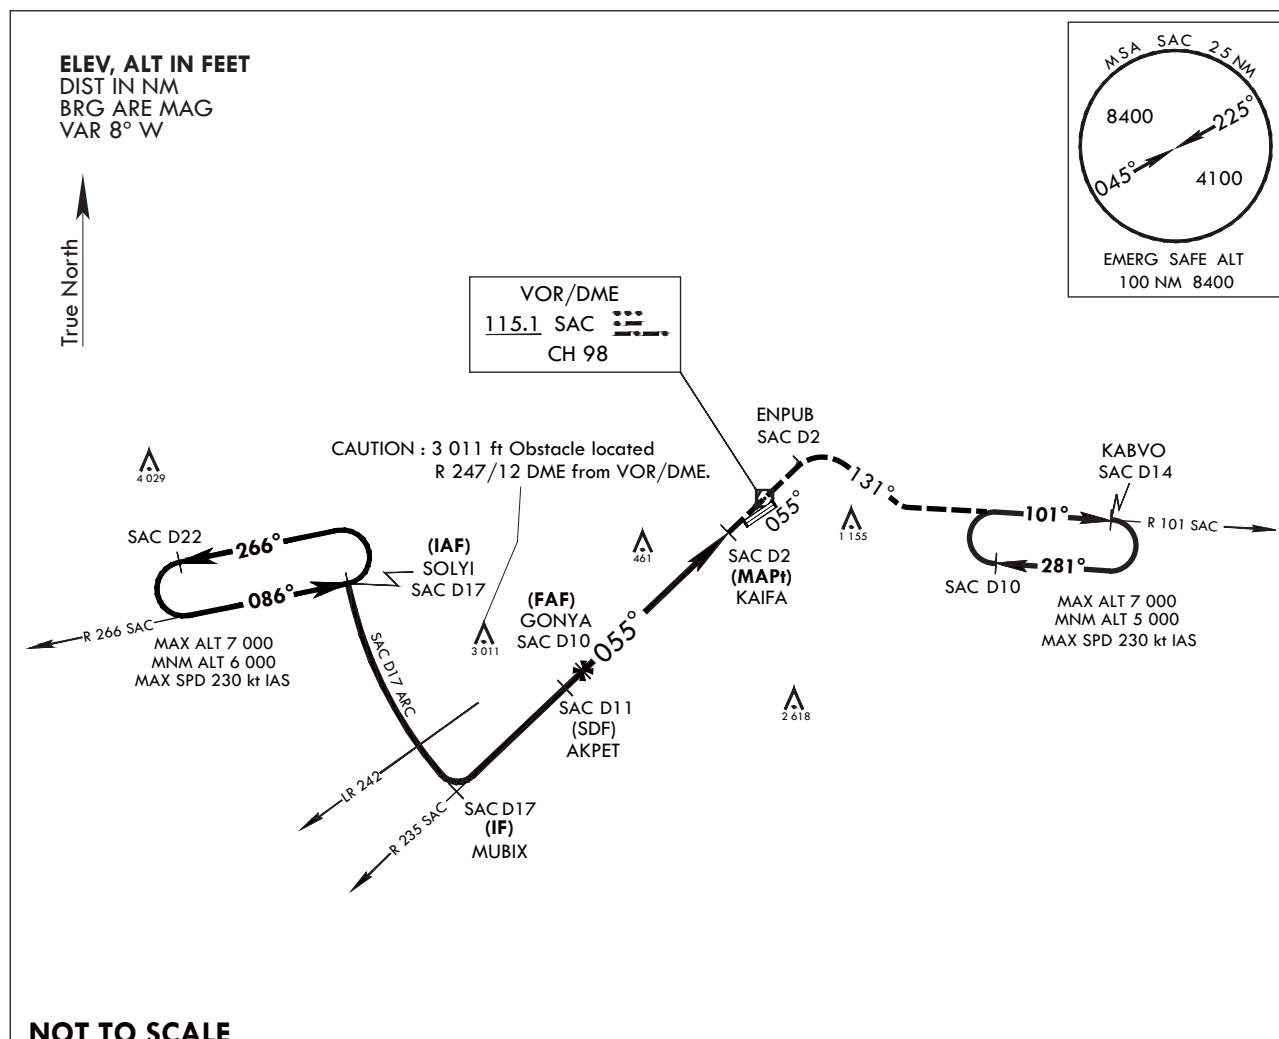 ELEV, ALT IN FEET
DIST IN NM
BRG ARE MAG
VAR 8° W
True North
MSA SAC 25 NM
8400
225°
045°
4100
EMERG SAFE ALT
100 NM 8400
VOR/DME
115.1 SAC
CH 98
ENPUB
SAC D2
CAUTION : 3 011 ft Obstacle located
R 247/12 DME from VOR/DME.
KABVO
SAC D14
4 029
131°
055°
101°
R 101 SAC
1 155
SAC D22
266°
(IAF)
SOLYI
SAC D17
461
SAC D2
(MAPt)
KAIFA
SAC D10
281°
086°
(FAF)
GONYA
SAC D10
055°
MAX ALT 7 000
MNM ALT 5 000
MAX SPD 230 kt IAS
R 266 SAC
MAX ALT 7 000
MNM ALT 6 000
MAX SPD 230 kt IAS
3 011
SAC D17 ARC
SAC D11
(SDF)
AKPET
2 618
LR 242
R 235 SAC
SAC D17
(IF)
MUBIX
NOT TO SCALE